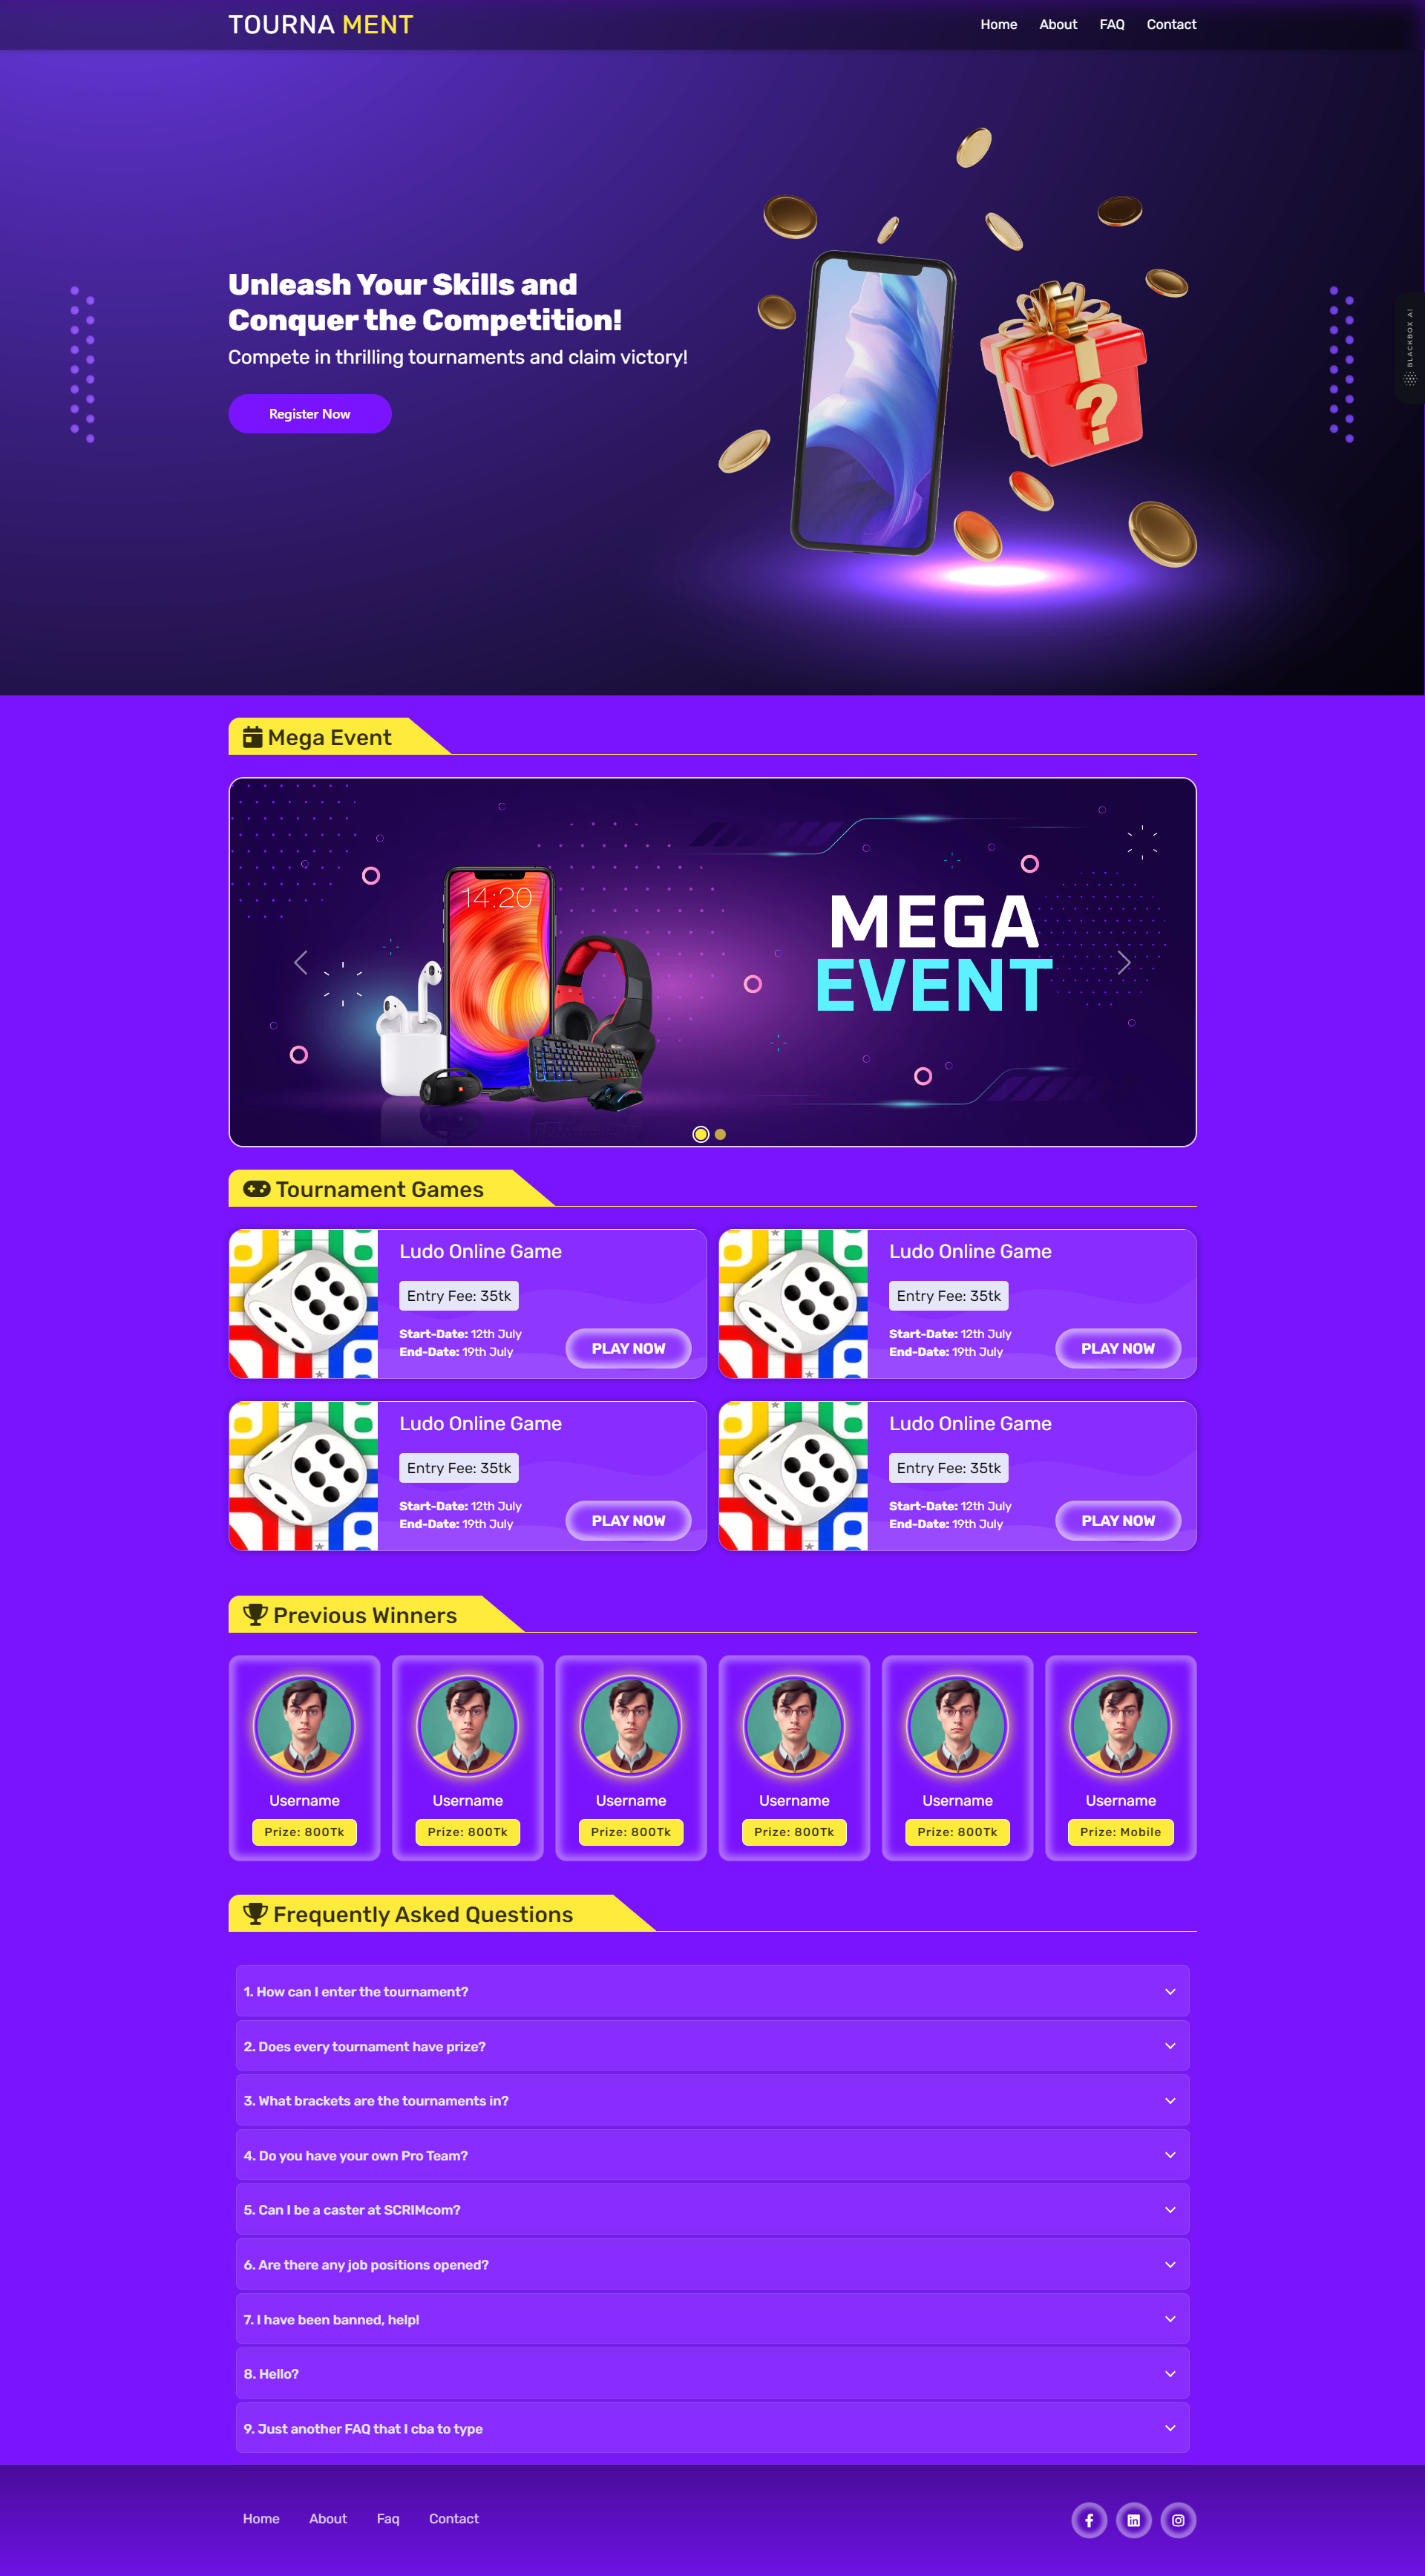 TOURNA MENT
Home About FAQ Contact
Unleash Your Skills and
Conquer the Competition!
Compete in thrilling tournaments and claim victory!
Register Now
BLACKBOX AI
Mega Event
14:20
MEGA
EVENT
Tournament Games
Ludo Online Game
Entry Fee: 35tk
Start-Date: 12th July
End-Date: 19th July
PLAY NOW
Ludo Online Game
Entry Fee: 35tk
Start-Date: 12th July
End-Date: 19th July
PLAY NOW
Ludo Online Game
Entry Fee: 35tk
Start-Date: 12th July
End-Date: 19th July
PLAY NOW
Ludo Online Game
Entry Fee: 35tk
Start-Date: 12th July
End-Date: 19th July
PLAY NOW
Previous Winners
Username
Prize: 800Tk
Username
Prize: 800Tk
Username
Prize: 800Tk
Username
Prize: 800Tk
Username
Prize: 800Tk
Username
Prize: Mobile
Frequently Asked Questions
1. How can I enter the tournament?
2. Does every tournament have prize?
3. What brackets are the tournaments in?
4. Do you have your own Pro Team?
5. Can I be a caster at SCRIMcom?
6. Are there any job positions opened?
7. I have been banned, help!
8. Hello?
9. Just another FAQ that I cba to type
Home About Faq Contact